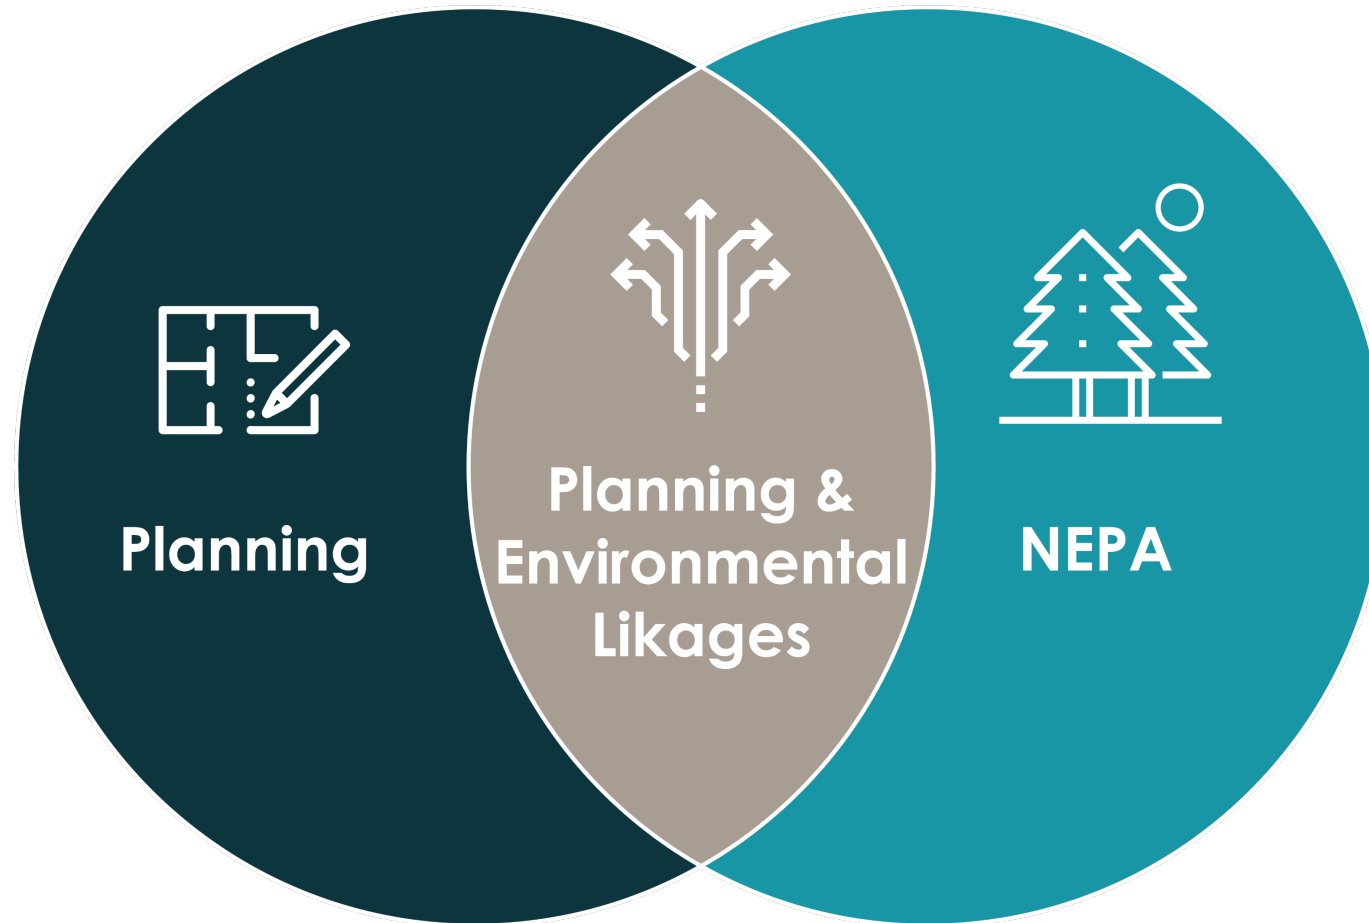 Planning
Planning &
Environmental
Likages
NEPA